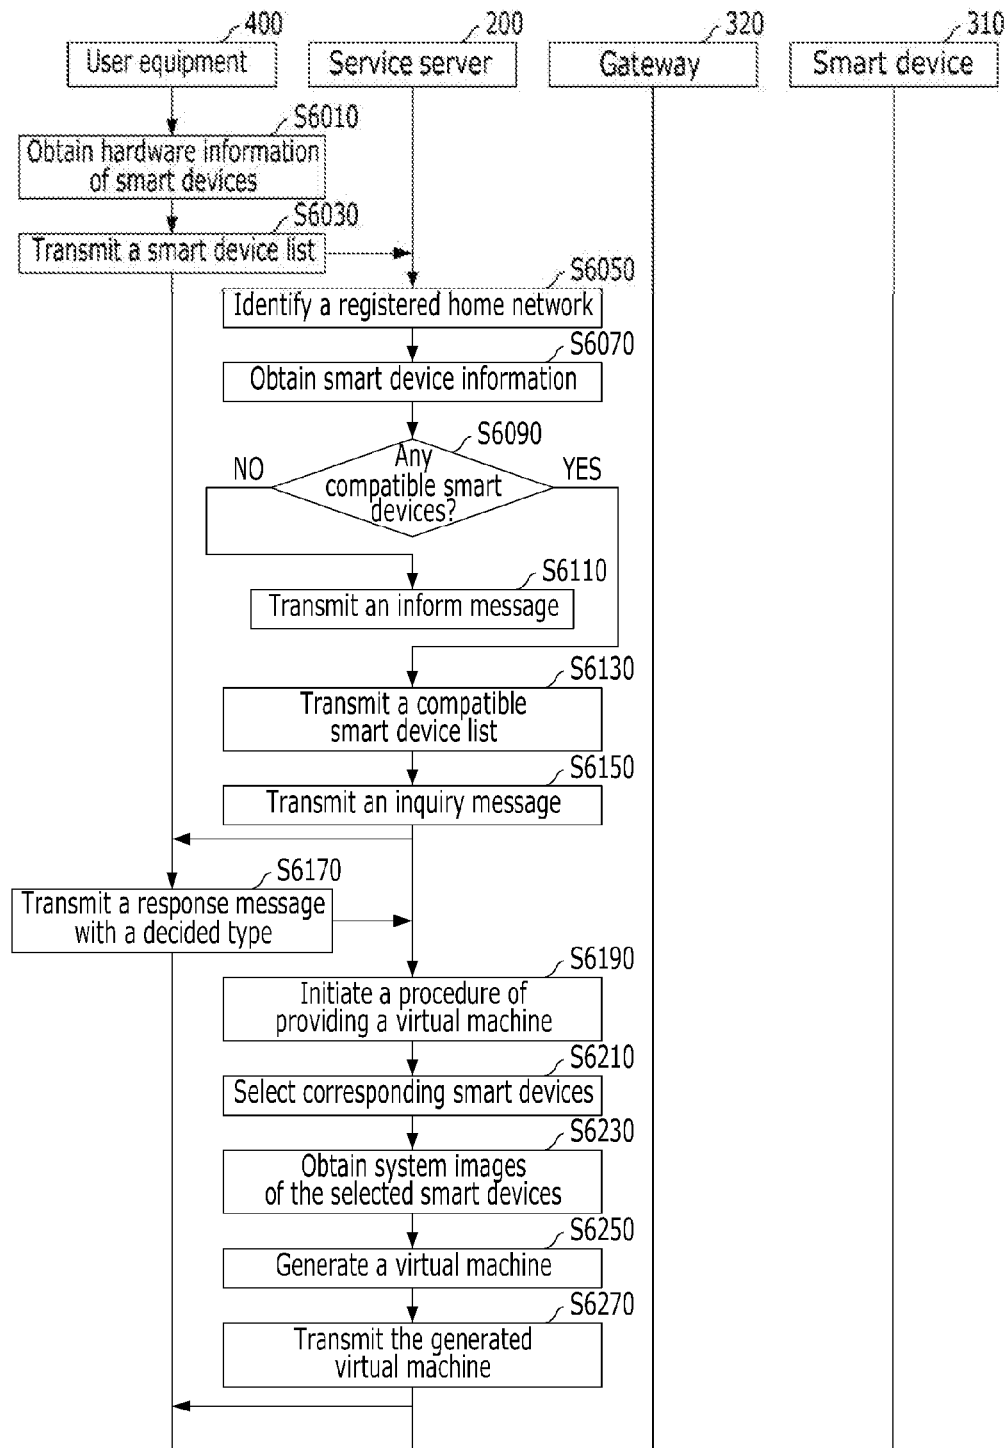 400
200
320
310
User equipment
Service server
Gateway
Smart device
S6010
Obtain hardware information
of smart devices
S6030
Transmit a smart device list
S6050
Identify a registered home network
S6070
Obtain smart device information
S6090
NO
Any
compatible smart
devices?
YES
S6110
Transmit an inform message
S6130
Transmit a compatible
smart device list
S6150
Transmit an inquiry message
S6170
Transmit a response message
with a decided type
S6190
Initiate a procedure of
providing a virtual machine
S6210
Select corresponding smart devices
S6230
Obtain system images
of the selected smart devices
S6250
Generate a virtual machine
S6270
Transmit the generated
virtual machine